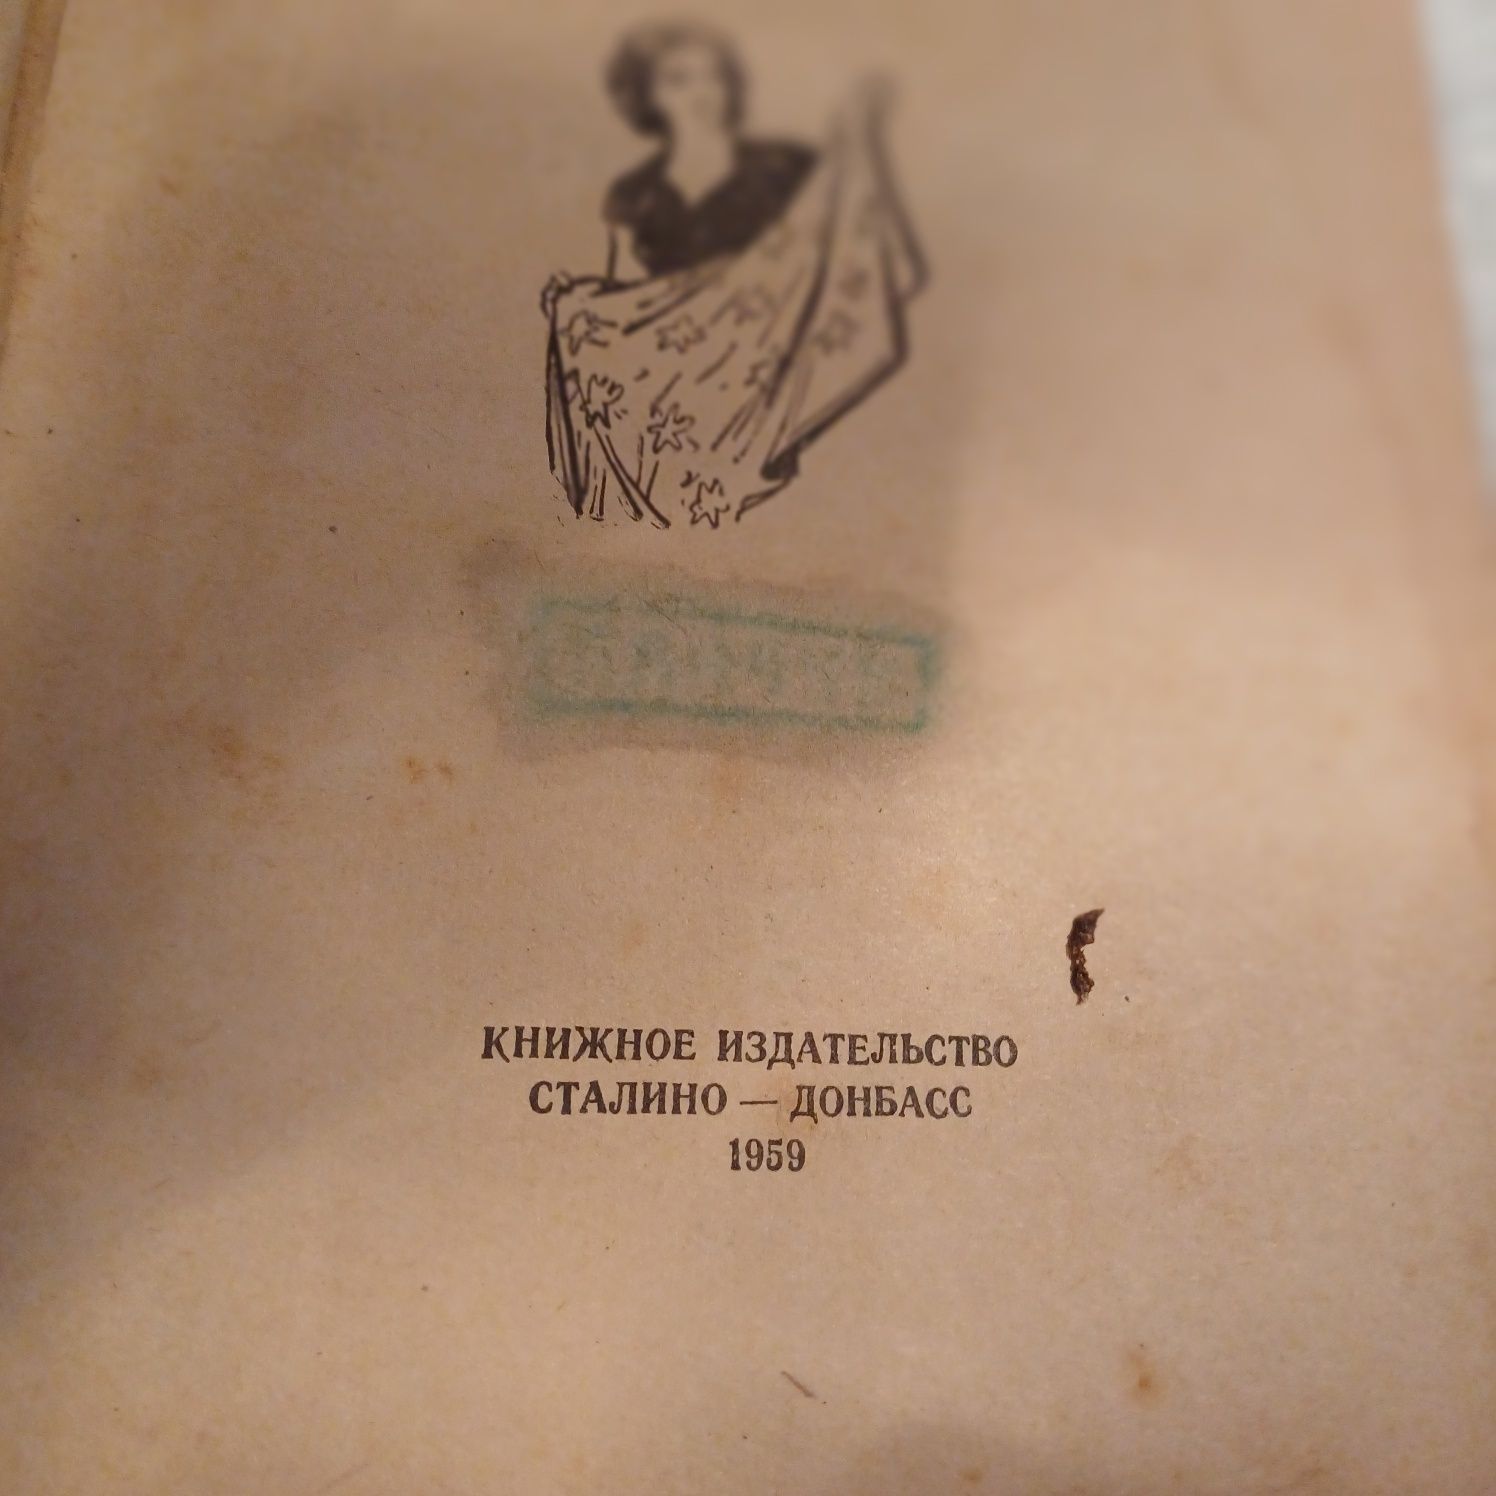 КНИЖНОЕ ИЗДАТЕЛЬСТВО
СТАЛИНО — ДОНБАСС
1959